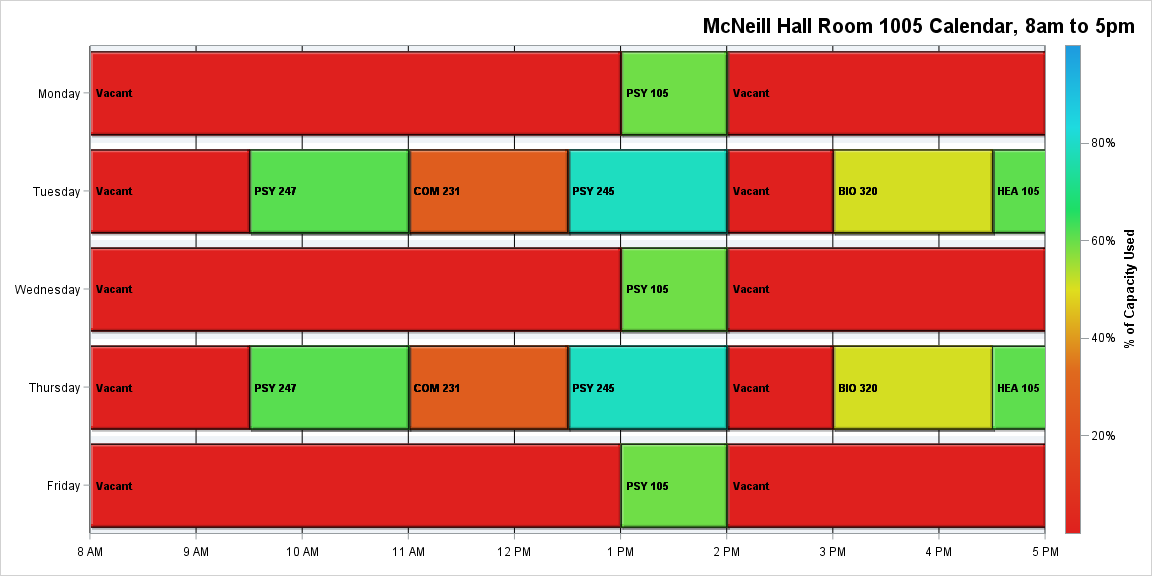 McNeill Hall Room 1005 Calendar, 8am to 5pm
Monday
Vacant
PSY 105
Vacant
Tuesday
Vacant
PSY 247
COM 231
PSY 245
Vacant
BIO 320
HEA 105
Wednesday
Vacant
PSY 105
Vacant
Thursday
Vacant
PSY 247
COM 231
PSY 245
Vacant
BIO 320
HEA 105
Friday
Vacant
PSY 105
Vacant
8 AM
9 AM
10 AM
11 AM
12 PM
1 PM
2 PM
3 PM
4 PM
5 PM
80%
60%
40%
20%
% of Capacity Used